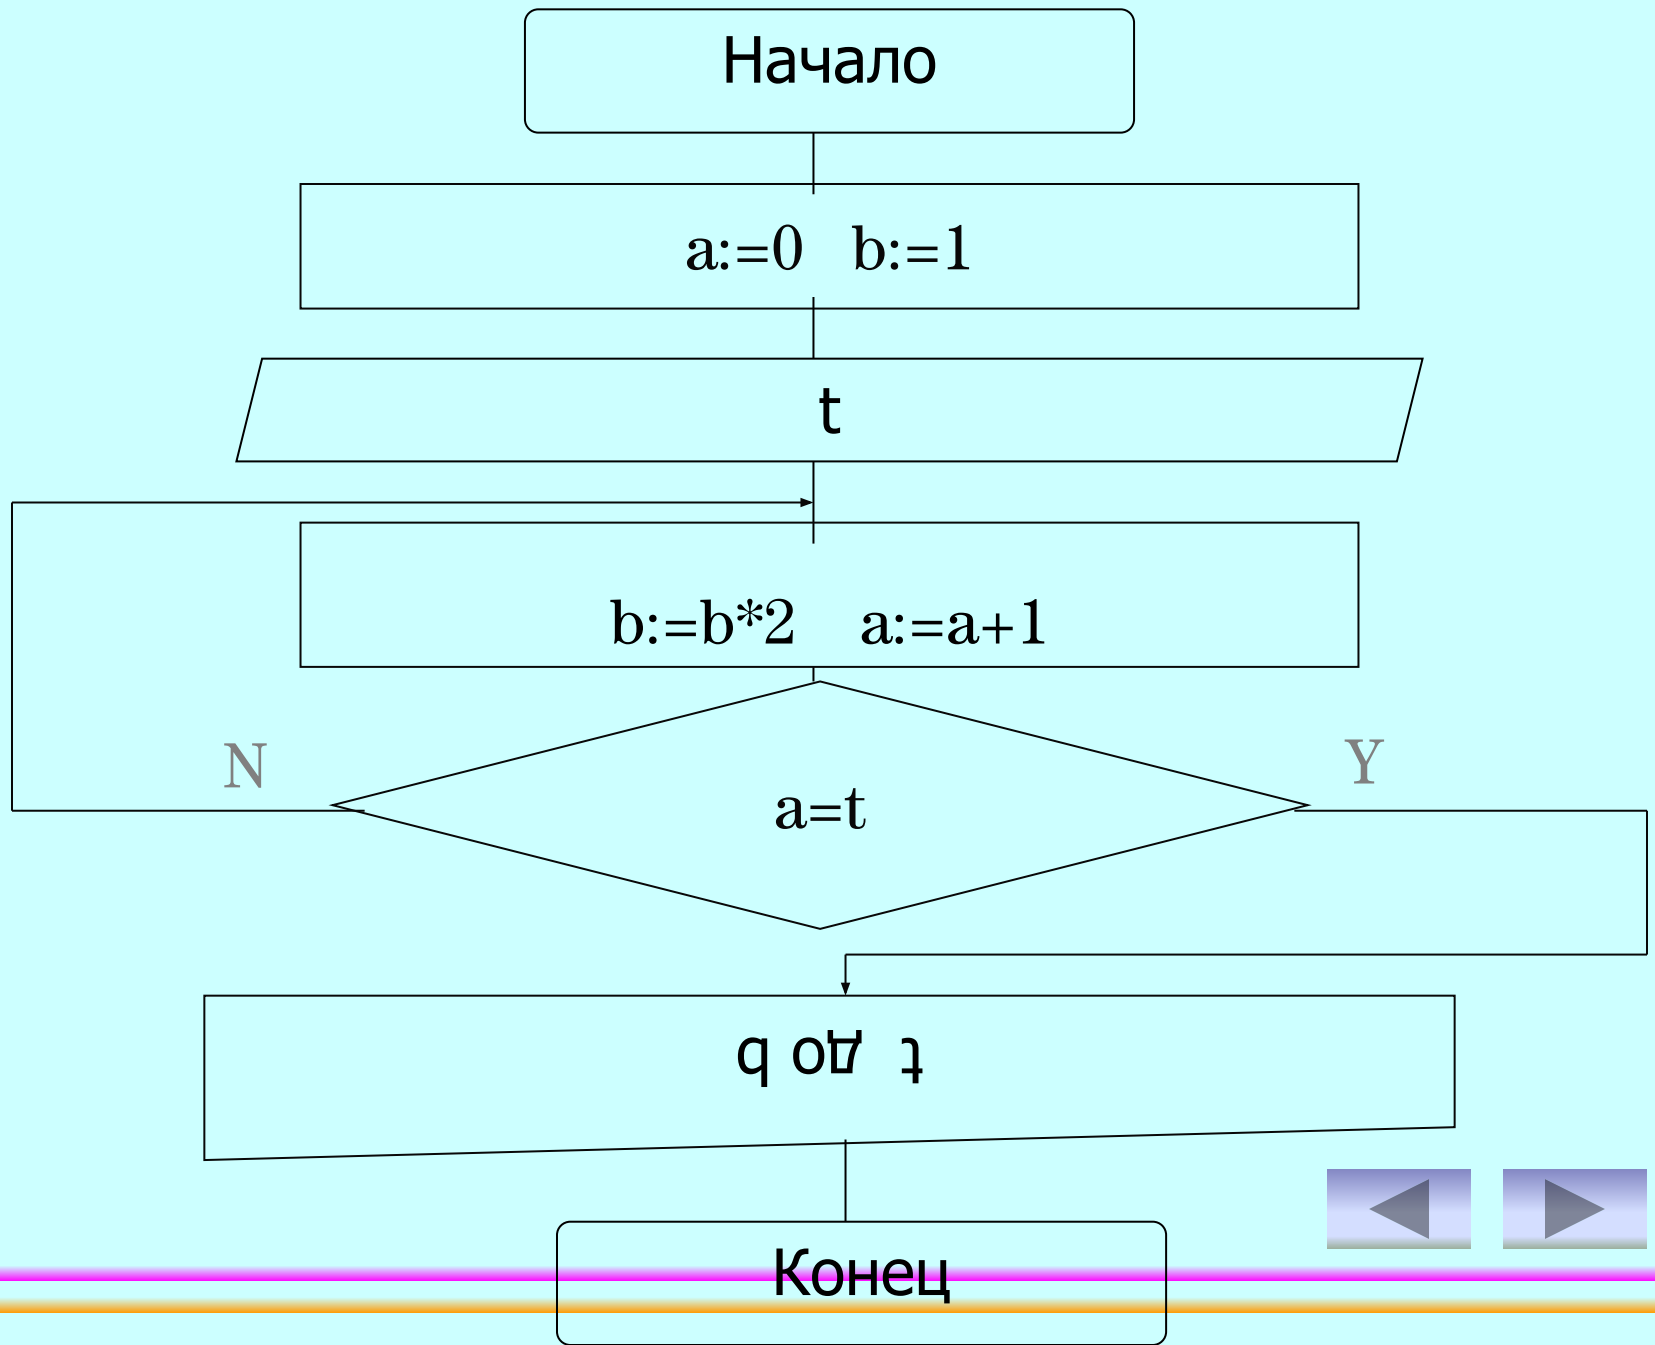 Начало
a:=0 b:=1
t
b:=b*2 a:=a+1
N
Y
a=t
t до b
Конец